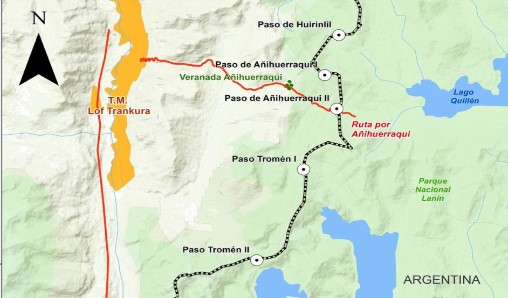 N
Paso de Huirinlil
Paso de Añihuerraqui I
Veranada Añihuerraqui
Paso de Añihuerraqui II
T.M.
Lof Trankura
Lago
Quillén
Ruta por
Añihuerraqui
Paso Tromén I
Parque
Nacional
Lanín
Paso Tromén II
ARGENTINA